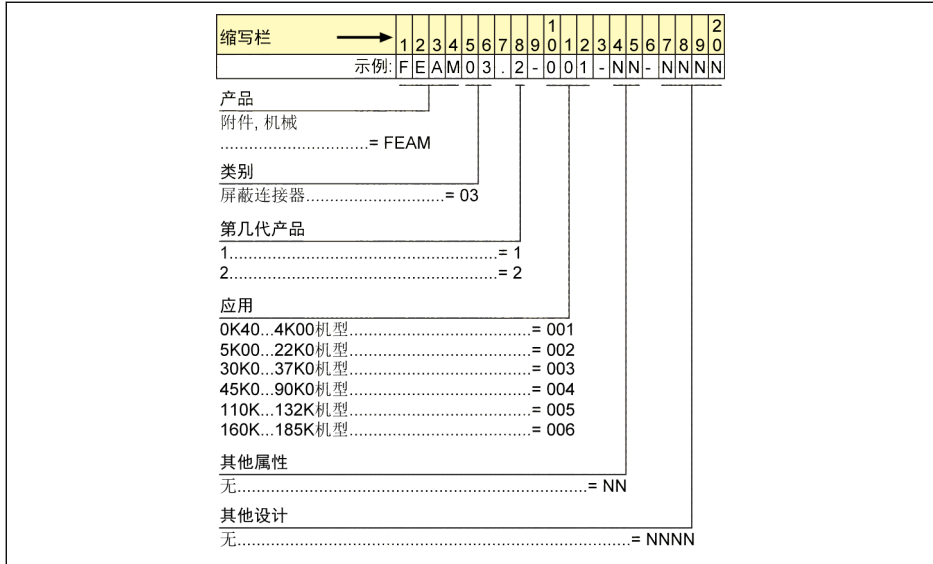 缩写栏 1 2 3 4 5 6 7 8 9 10 1 2 3 4 5 6 7 8 9 20
示例: F E A M 0 3 . 2 - 0 0 1 - N N - N N N N
产品
附件, 机械
...............................= FEAM
类别
屏蔽连接器.............................= 03
第几代产品
1........................................................= 1
2........................................................= 2
应用
0K40...4K00机型......................................= 001
5K00...22K0机型......................................= 002
30K0...37K0机型......................................= 003
45K0...90K0机型......................................= 004
110K...132K机型......................................= 005
160K...185K机型......................................= 006
其他属性
无.........................................................................= NN
其他设计
无..................................................................................= NNNN